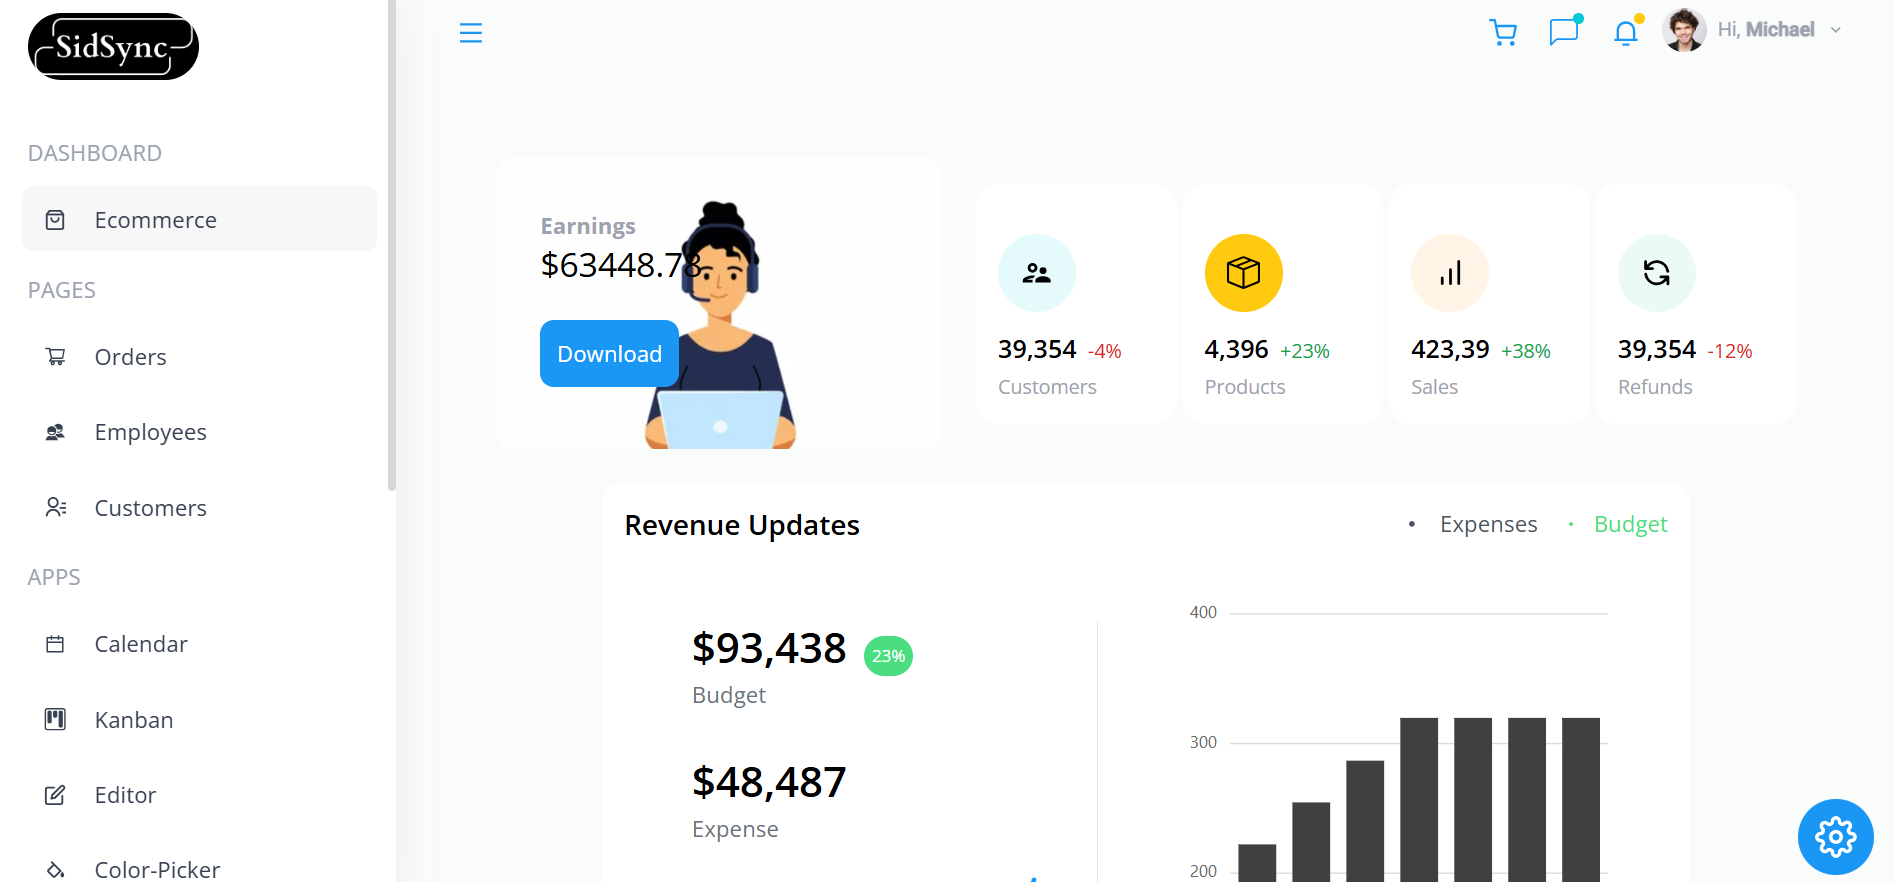 SidSync
Hi, Michael
DASHBOARD
Ecommerce
PAGES
Orders
Employees
Customers
APPS
Calendar
Kanban
Editor
Color-Picker
Earnings
$63448.78
Download
39,354 -4%
Customers
4,396 +23%
Products
423,39 +38%
Sales
39,354 -12%
Refunds
Revenue Updates
• Expenses • Budget
$93,438 23%
Budget
$48,487
Expense
400
300
200